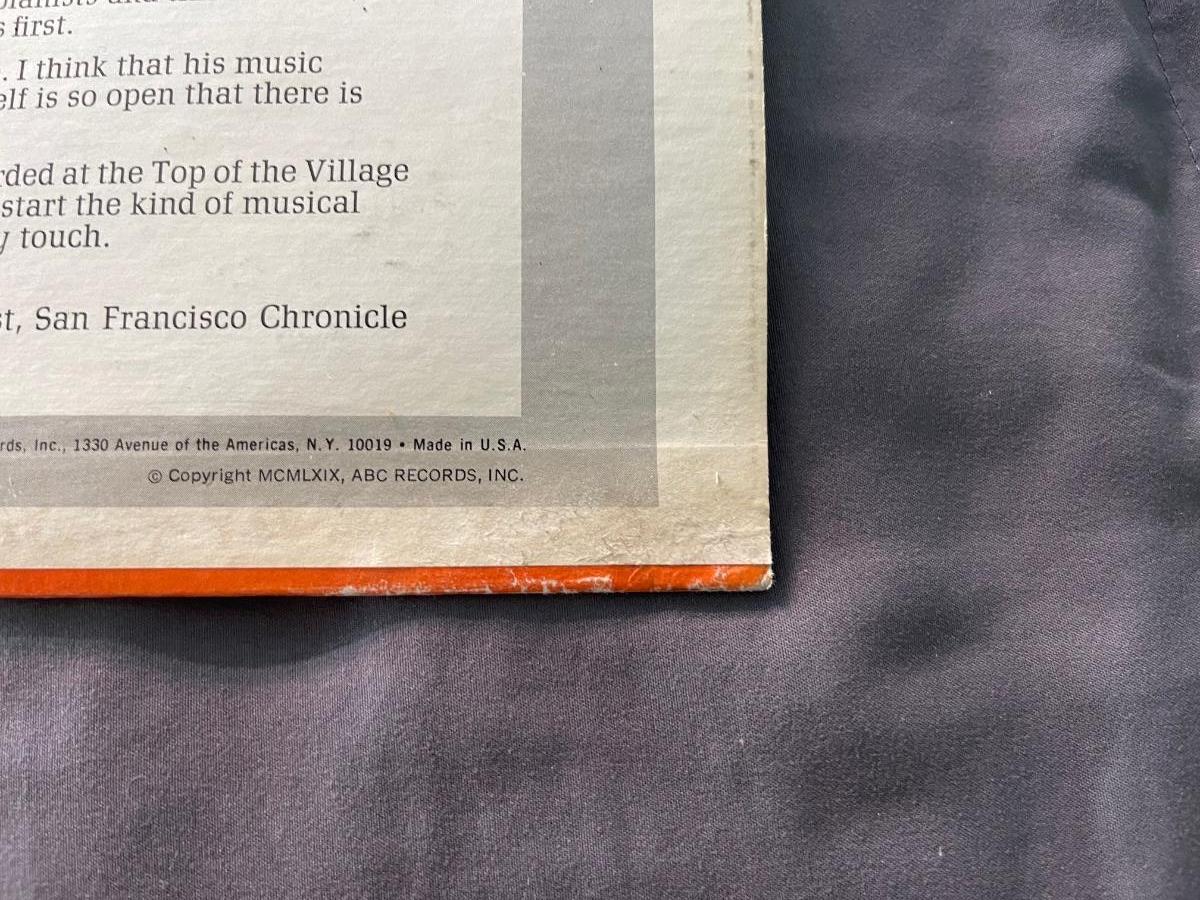 s first.
. I think that his music
elf is so open that there is
rded at the Top of the Village
start the kind of musical
y touch.
st, San Francisco Chronicle
rds, Inc., 1330 Avenue of the Americas, N.Y. 10019 • Made in U.S.A.
© Copyright MCMLXIX, ABC RECORDS, INC.